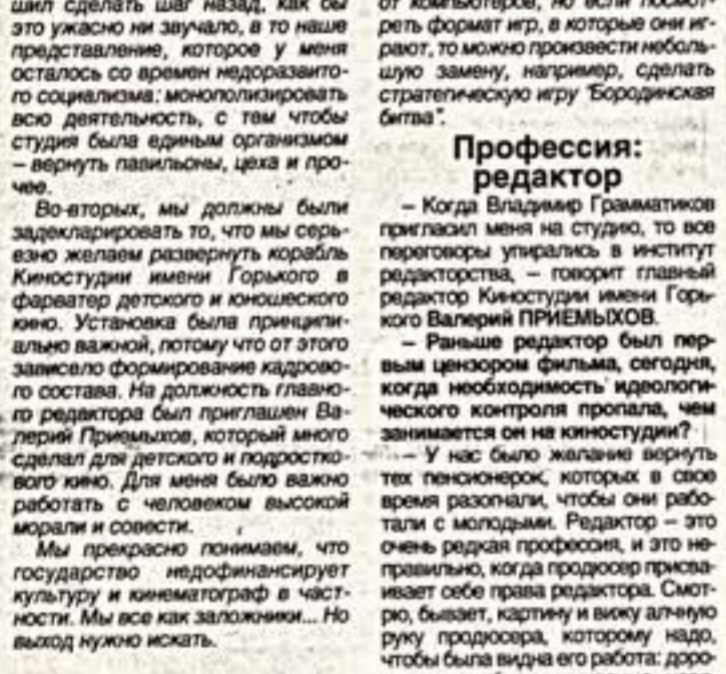 шил сделать шаг назад, как бы
это ужасно ни звучало, в то наше
представление, которое у меня
осталось со времен недоразвито-
го социализма: монополизировать
всю деятельность, с тем чтобы
студия была единым организмом
– вернуть павильоны, цеха и про-
чее.
Во-вторых, мы должны были
задекларировать то, что мы серь-
езно желаем развернуть корабль
Киностудии имени Горького в
фарватер детского и юношеского
кино. Установка была принципи-
ально важной, потому что от этого
зависело формирование кадрово-
го состава. На должность главно-
го редактора был приглашен Ва-
лерий Приемыхов, который много
сделал для детского и подростко-
вого кино. Для меня было важно
работать с человеком высокой
морали и совести.
Мы прекрасно понимаем, что
государство недофинансирует
культуру и кинематограф в част-
ности. Мы все как заложники... Но
выход нужно искать.
от компьютеров, но если посмот-
реть формат игр, в которые они иг-
рают, то можно произвести неболь-
шую замену, например, сделать
стратегическую игру "Бородинская
битва".
Профессия:
редактор
– Когда Владимир Грамматиков
пригласил меня на студию, то все
переговоры упирались в институт
редакторства, – говорит главный
редактор Киностудии имени Горь-
кого Валерий ПРИЕМЫХОВ.
– Раньше редактор был пер-
вым цензором фильма, сегодня,
когда необходимость идеологи-
ческого контроля пропала, чем
занимается он на киностудии?
– У нас было желание вернуть
тех пенсионерок, которых в свое
время разогнали, чтобы они рабо-
тали с молодыми. Редактор – это
очень редкая профессия, и это не-
правильно, когда продюсер присва-
ивает себе права редактора. Смот-
рю, бывает, картину и вижу алчную
руку продюсера, которому надо,
чтобы была видна его работа: доро-